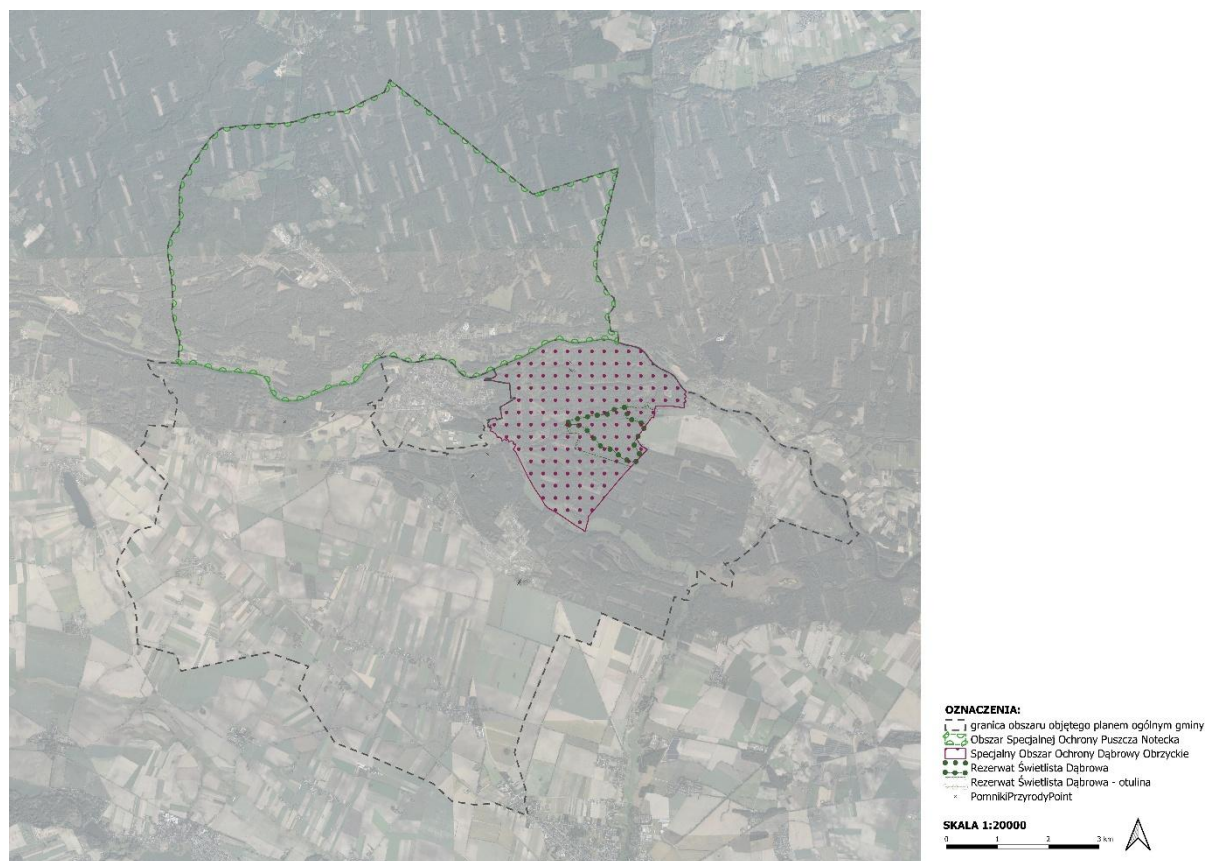 OZNACZENIA:
granica obszaru objętego planem ogólnym gminy
Obszar Specjalnej Ochrony Puszcza Notecka
Specjalny Obszar Ochrony Dąbrowy Obrzyckie
Rezerwat Świetlista Dąbrowa
Rezerwat Świetlista Dąbrowa - otulina
PomnikiPrzyrodyPoint
SKALA 1:20000
0 1 2 3 km